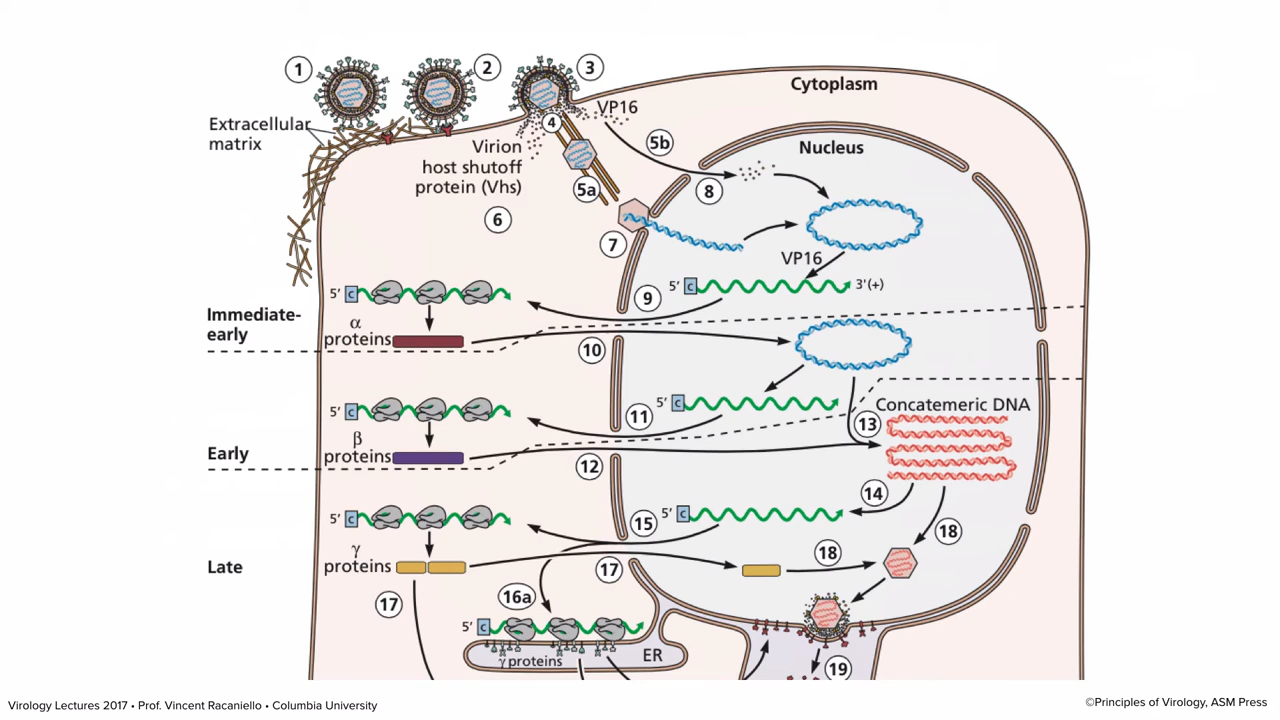 1
2
3
Cytoplasm
VP16
4
Extracellular
matrix
Virion
host shutoff
protein (Vhs)
5b
Nucleus
5a
8
6
7
VP16
5′ c
5′ c 3′(+)
9
Immediate-
early
α
proteins
10
5′ c
5′ c
11
Concatemeric DNA
13
β
proteins
Early
12
14
5′ c
15
5′ c
18
18
γ
proteins
Late
17
17
16a
5′ c
γ proteins
ER
19
Virology Lectures 2017 • Prof. Vincent Racaniello • Columbia University
©Principles of Virology, ASM Press